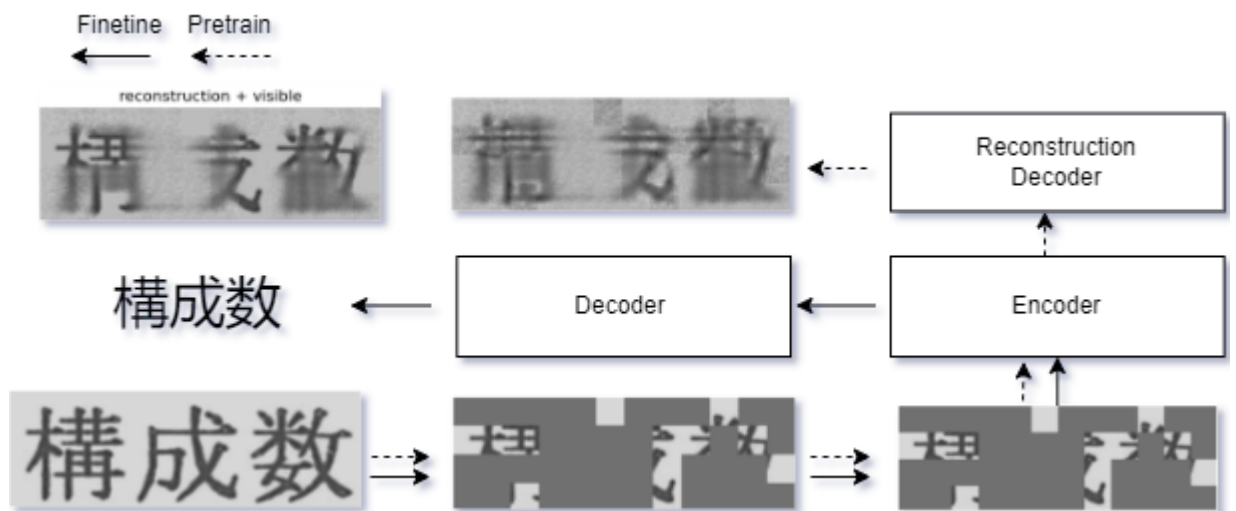 Finetine Pretrain
reconstruction + visible
Reconstruction
Decoder
構成数
Decoder
Encoder
構成数